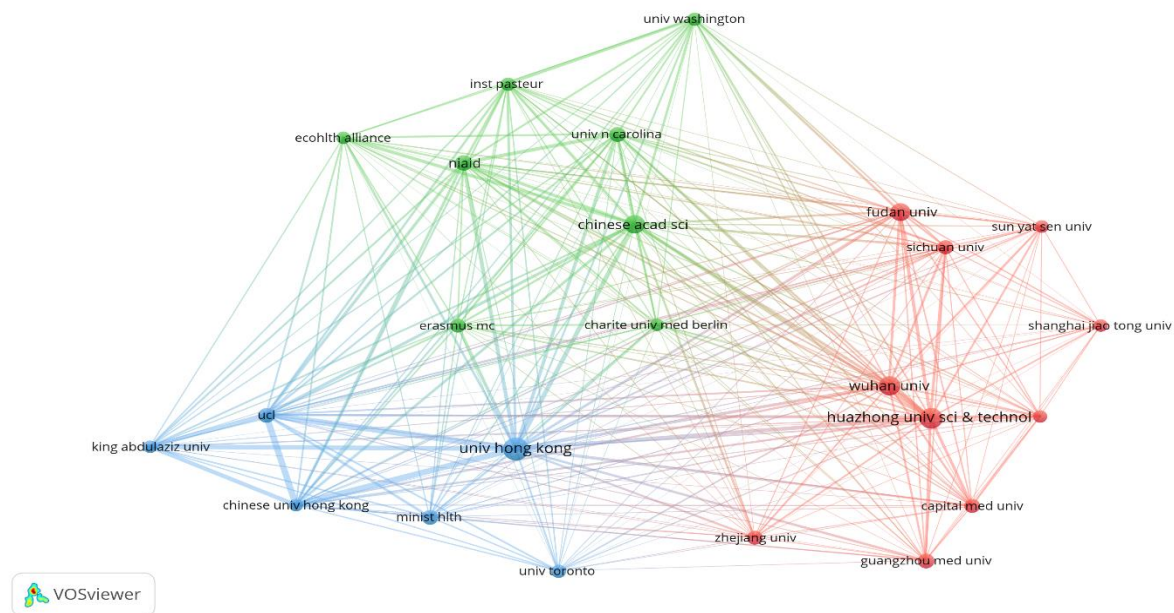 univ washington
inst pasteur
univ n carolina
ecohlth alliance
niaid
fudan univ
chinese acad sci
sun yat sen univ
sichuan univ
erasmus mc
charite univ med berlin
shanghai jiao tong univ
wuhan univ
ucl
huazhong univ sci & technol
king abdulaziz univ
univ hong kong
chinese univ hong kong
capital med univ
minist hlth
zhejiang univ
guangzhou med univ
univ toronto
VOSviewer